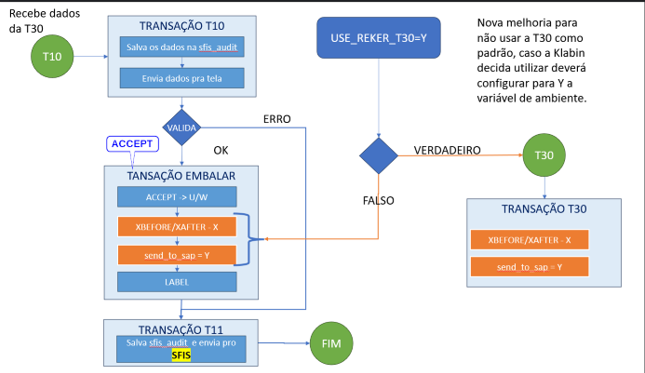 Recebe dados
da T30
T10
TRANSAÇÃO T10
Salva os dados na sfis_audit
Envia dados pra tela
VALIDA
ERRO
OK
ACCEPT
TANSAÇÃO EMBALAR
ACCEPT -> U/W
XBEFORE/XAFTER - X
send_to_sap = Y
LABEL
TRANSAÇÃO T11
Salva sfis_audit e envia pro
SFIS
FIM
USE_REKER_T30=Y
VERDADEIRO
FALSO
T30
TRANSAÇÃO T30
XBEFORE/XAFTER - X
send_to_sap = Y
Nova melhoria para
não usar a T30 como
padrão, caso a Klabin
decida utilizar deverá
configurar para Y a
variável de ambiente.